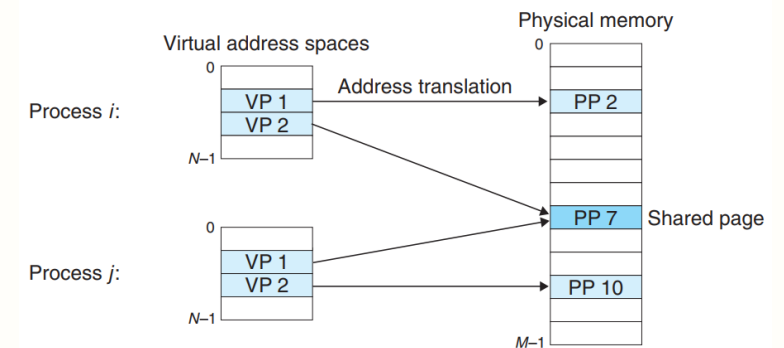 Physical memory
Virtual address spaces
0
0
Address translation
VP 1
PP 2
Process i:
VP 2
N–1
PP 7
Shared page
0
VP 1
Process j:
VP 2
PP 10
N–1
M–1